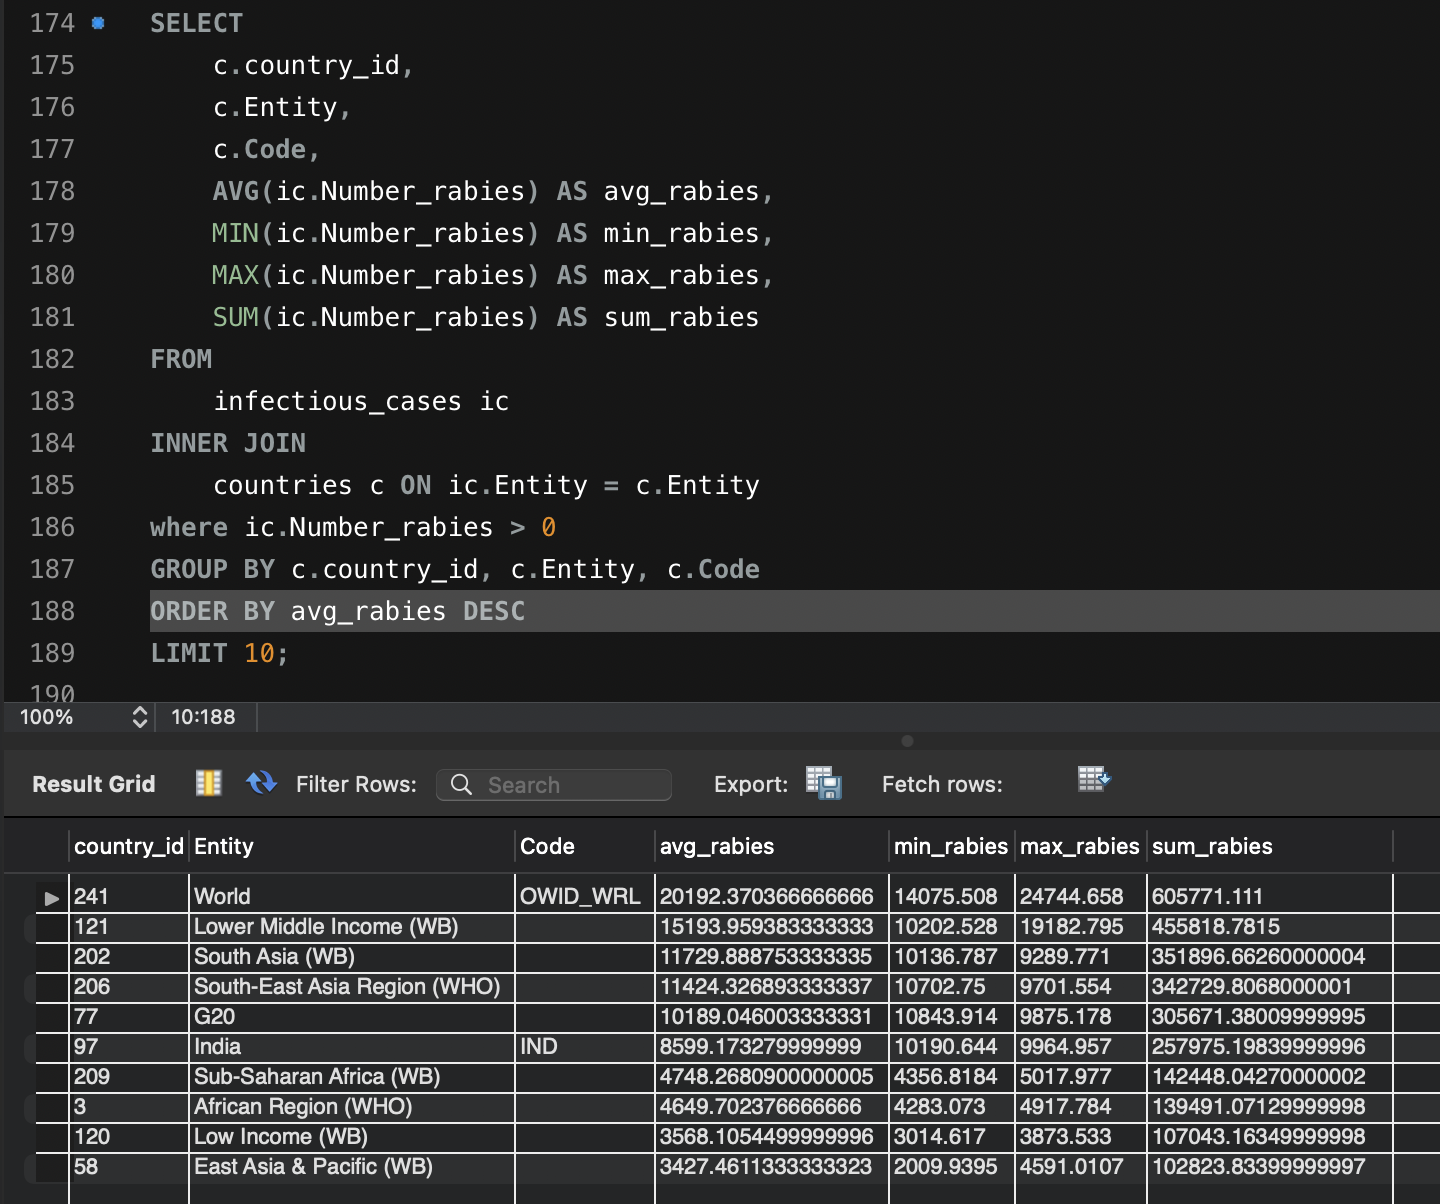 174 SELECT
175 c.country_id,
176 c.Entity,
177 c.Code,
178 AVG(ic.Number_rabies) AS avg_rabies,
179 MIN(ic.Number_rabies) AS min_rabies,
180 MAX(ic.Number_rabies) AS max_rabies,
181 SUM(ic.Number_rabies) AS sum_rabies
182 FROM
183 infectious_cases ic
184 INNER JOIN
185 countries c ON ic.Entity = c.Entity
186 where ic.Number_rabies > 0
187 GROUP BY c.country_id, c.Entity, c.Code
188 ORDER BY avg_rabies DESC
189 LIMIT 10;
190
100% 10:188
Result Grid Filter Rows: Search Export: Fetch rows:
country_id Entity Code avg_rabies min_rabies max_rabies sum_rabies
241 World OWID_WRL 20192.370366666666 14075.508 24744.658 605771.111
121 Lower Middle Income (WB) 15193.959383333333 10202.528 19182.795 455818.7815
202 South Asia (WB) 11729.888753333335 10136.787 9289.771 351896.66260000004
206 South-East Asia Region (WHO) 11424.326893333337 10702.75 9701.554 342729.8068000001
77 G20 10189.046003333331 10843.914 9875.178 305671.38009999995
97 India IND 8599.173279999999 10190.644 9964.957 257975.19839999996
209 Sub-Saharan Africa (WB) 4748.2680900000005 4356.8184 5017.977 142448.04270000002
3 African Region (WHO) 4649.702376666666 4283.073 4917.784 139491.07129999998
120 Low Income (WB) 3568.1054499999996 3014.617 3873.533 107043.16349999998
58 East Asia & Pacific (WB) 3427.4611333333323 2009.9395 4591.0107 102823.83399999997